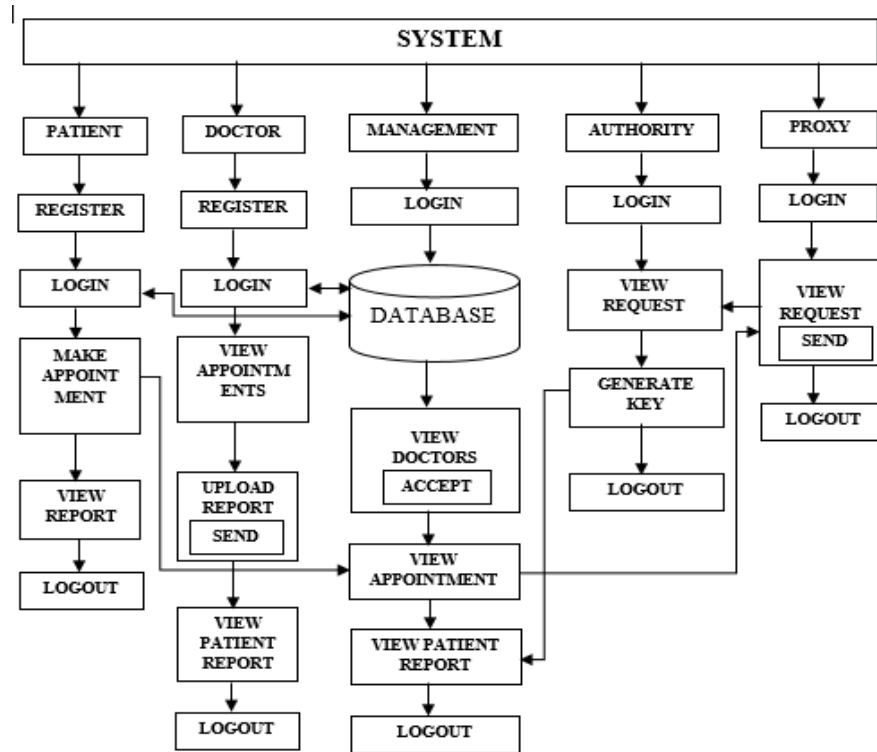 SYSTEM
PATIENT
DOCTOR
MANAGEMENT
AUTHORITY
PROXY
REGISTER
REGISTER
LOGIN
LOGIN
LOGIN
LOGIN
LOGIN
DATABASE
VIEW
REQUEST
VIEW
REQUEST
SEND
MAKE
APPOINT
MENT
VIEW
APPOINTM
ENTS
GENERATE
KEY
LOGOUT
VIEW
DOCTORS
ACCEPT
VIEW
REPORT
UPLOAD
REPORT
SEND
LOGOUT
LOGOUT
VIEW
APPOINTMENT
VIEW
PATIENT
REPORT
VIEW PATIENT
REPORT
LOGOUT
LOGOUT